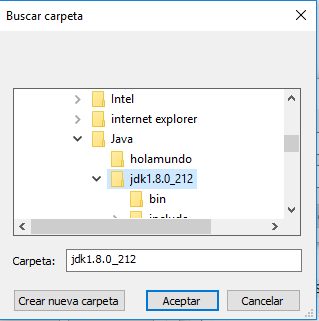 Buscar carpeta
Intel
internet explorer
Java
holamundo
jdk1.8.0_212
bin
include
Carpeta: jdk1.8.0_212
Crear nueva carpeta Aceptar Cancelar